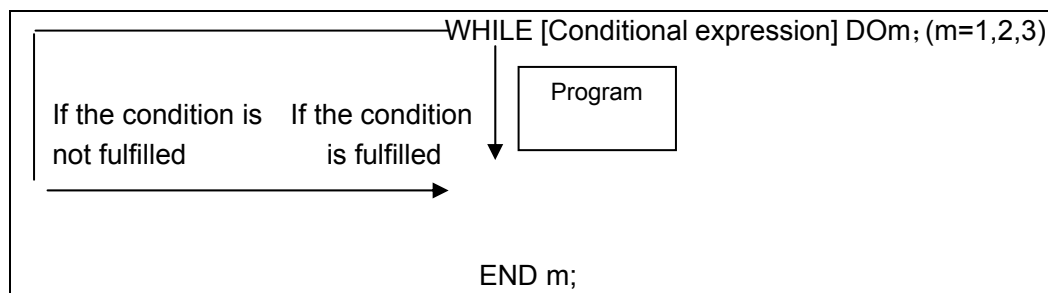 WHILE [Conditional expression] DOm; (m=1,2,3)
Program
If the condition is
not fulfilled
If the condition
is fulfilled
END m;